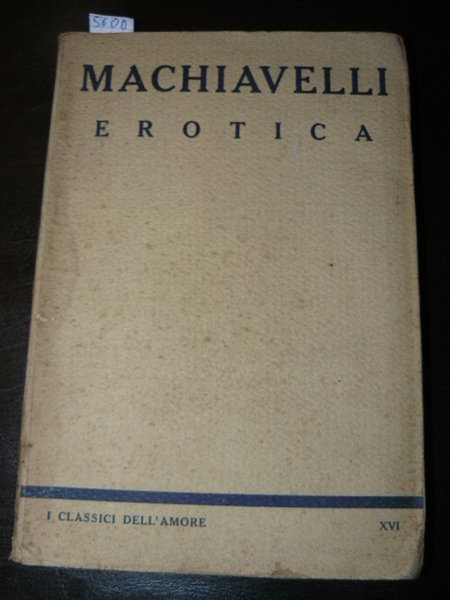 5600
MACHIAVELLI
EROTICA
I CLASSICI DELL'AMORE XVI